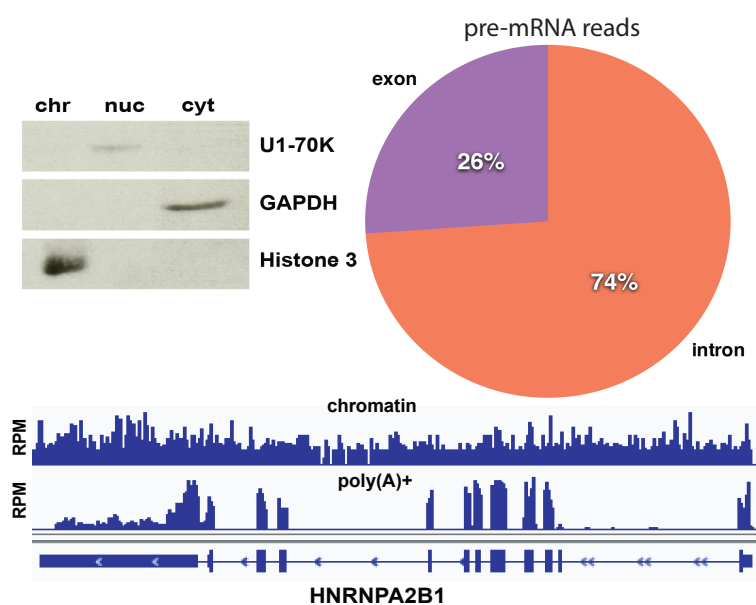 pre-mRNA reads
exon
chr nuc cyt
U1-70K
26%
GAPDH
Histone 3
74%
intron
chromatin
RPM
poly(A)+
RPM
HNRNPA2B1